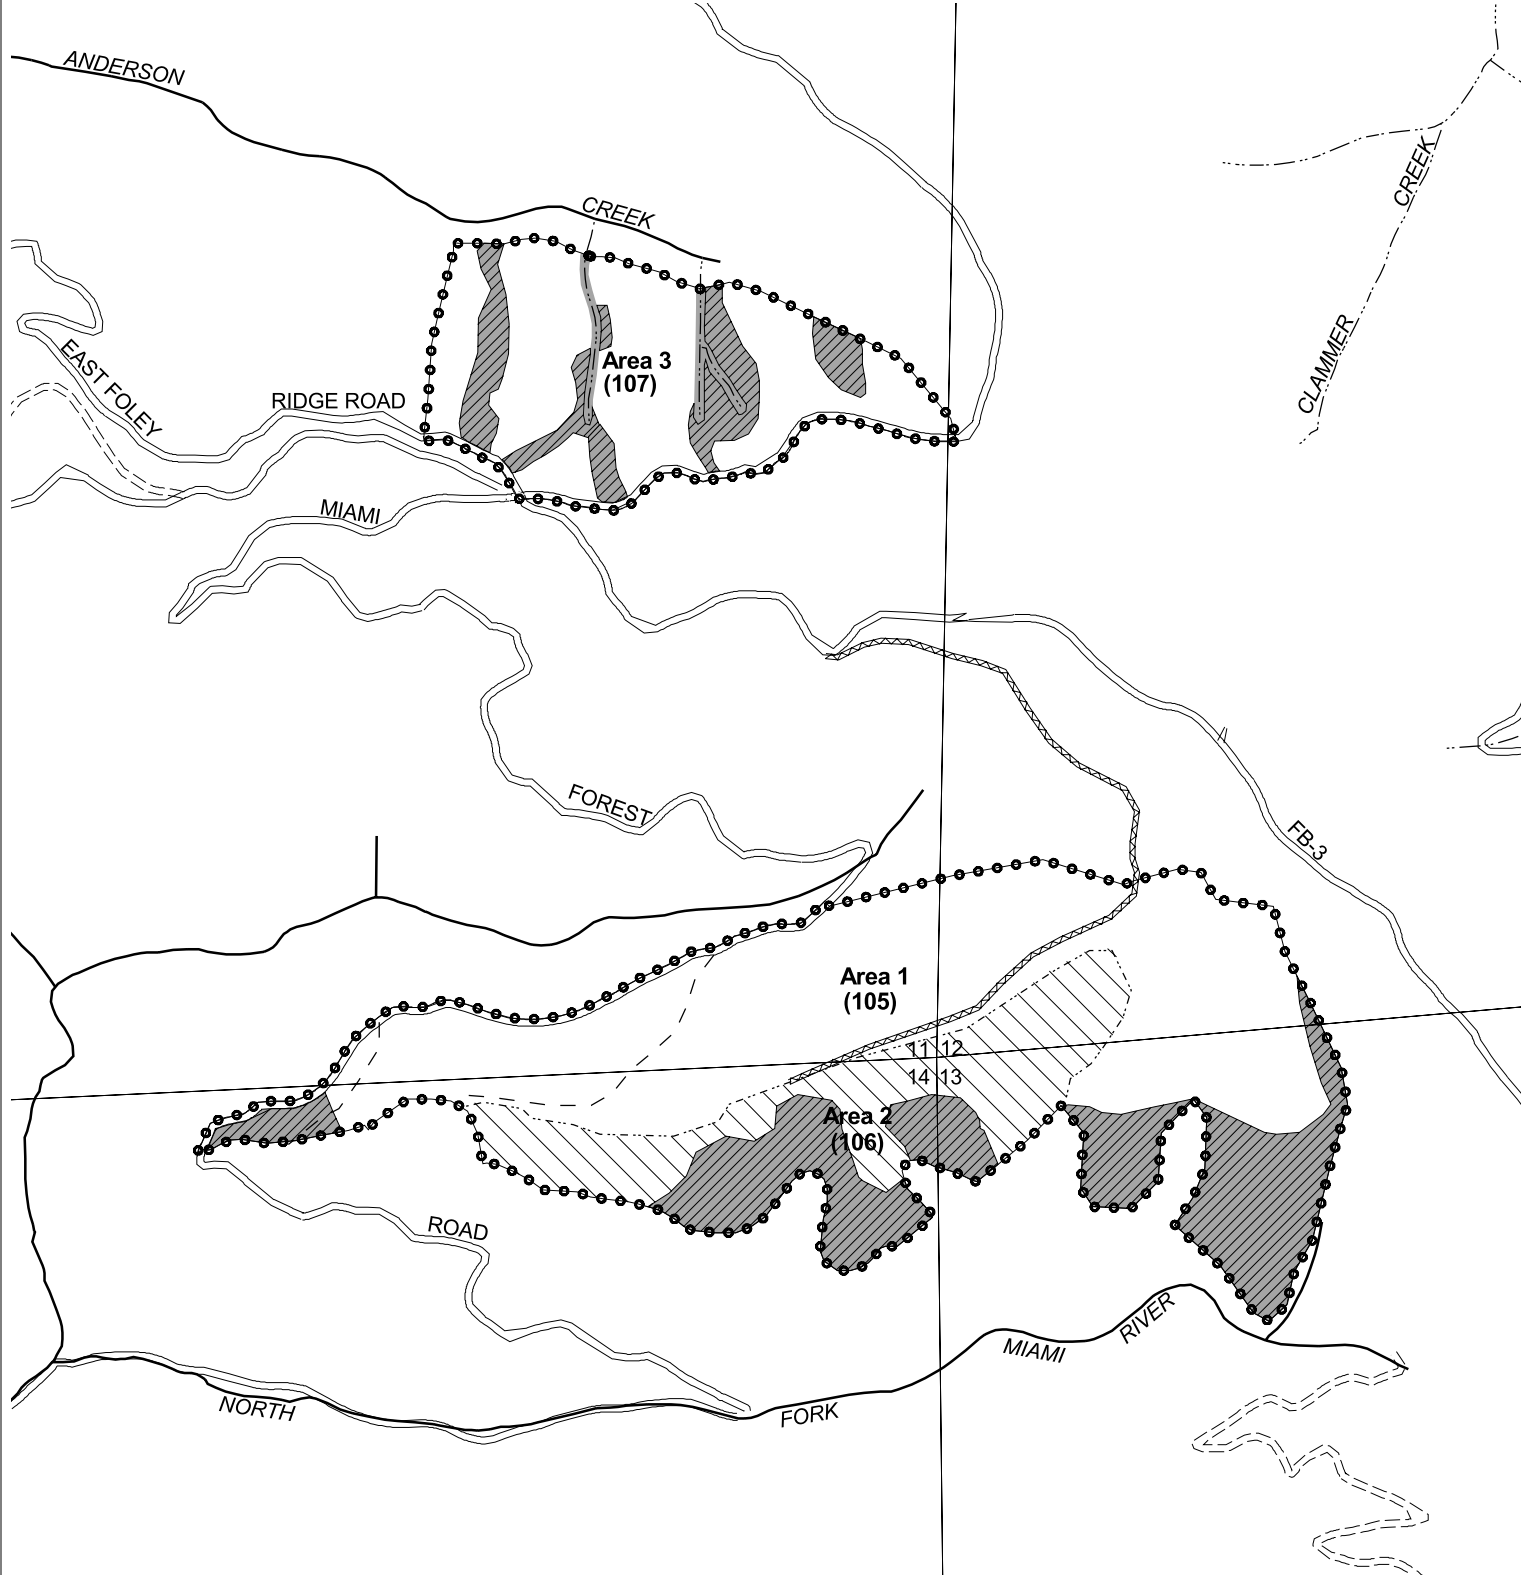 ANDERSON
CREEK
CREEK
CLAMMER
EAST FOLEY
RIDGE ROAD
Area 3
(107)
MIAMI
FOREST
FB-3
Area 1
(105)
11 12
14 13
Area 2
(106)
ROAD
RIVER
MIAMI
NORTH
FORK